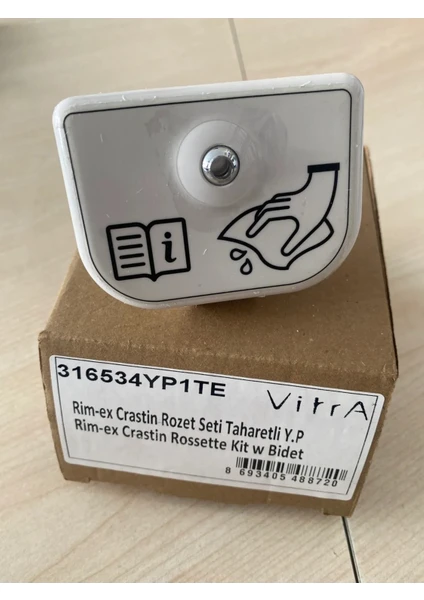 i
316534YP1TE
VitrA
Rim-ex Crastin Rozet Seti Taharetli Y.P
Rim-ex Crastin Rossette Kit w Bidet
8 693405 488720